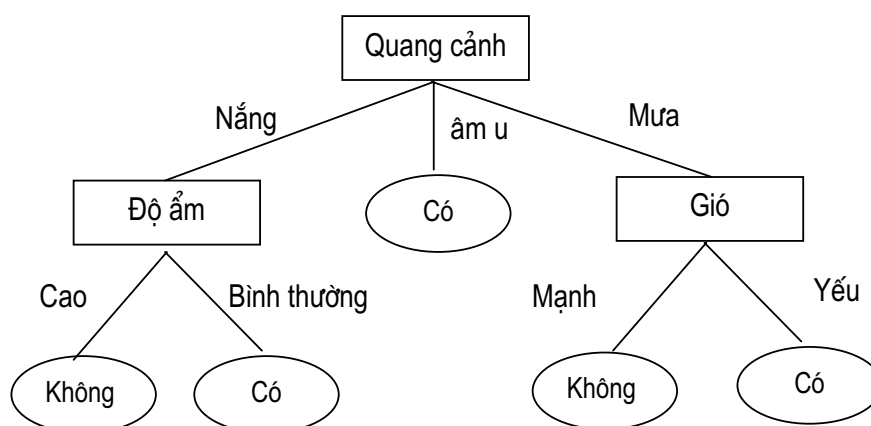 Quang cảnh
Nắng
âm u
Mưa
Độ ẩm
Có
Gió
Cao
Bình thường
Mạnh
Yếu
Không
Có
Không
Có